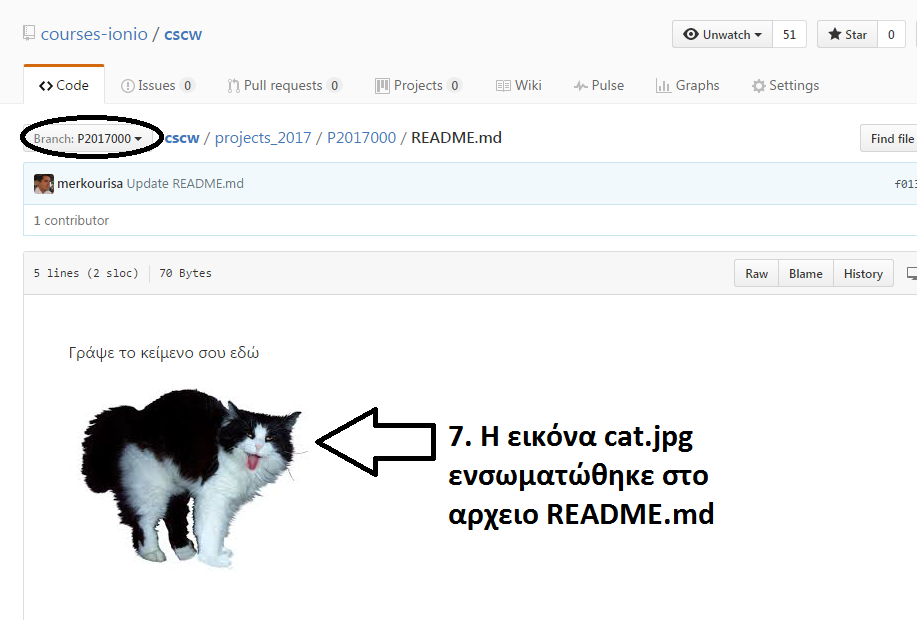 courses-ionio / cscw
Unwatch 51 Star 0
Code Issues 0 Pull requests 0 Projects 0 Wiki Pulse Graphs Settings
Branch: P2017000 cscw / projects_2017 / P2017000 / README.md Find file
merkourisa Update README.md f013
1 contributor
5 lines (2 sloc) 70 Bytes Raw Blame History
Γράψε το κείμενο σου εδώ
7. Η εικόνα cat.jpg
ενσωματώθηκε στο
αρχειο README.md